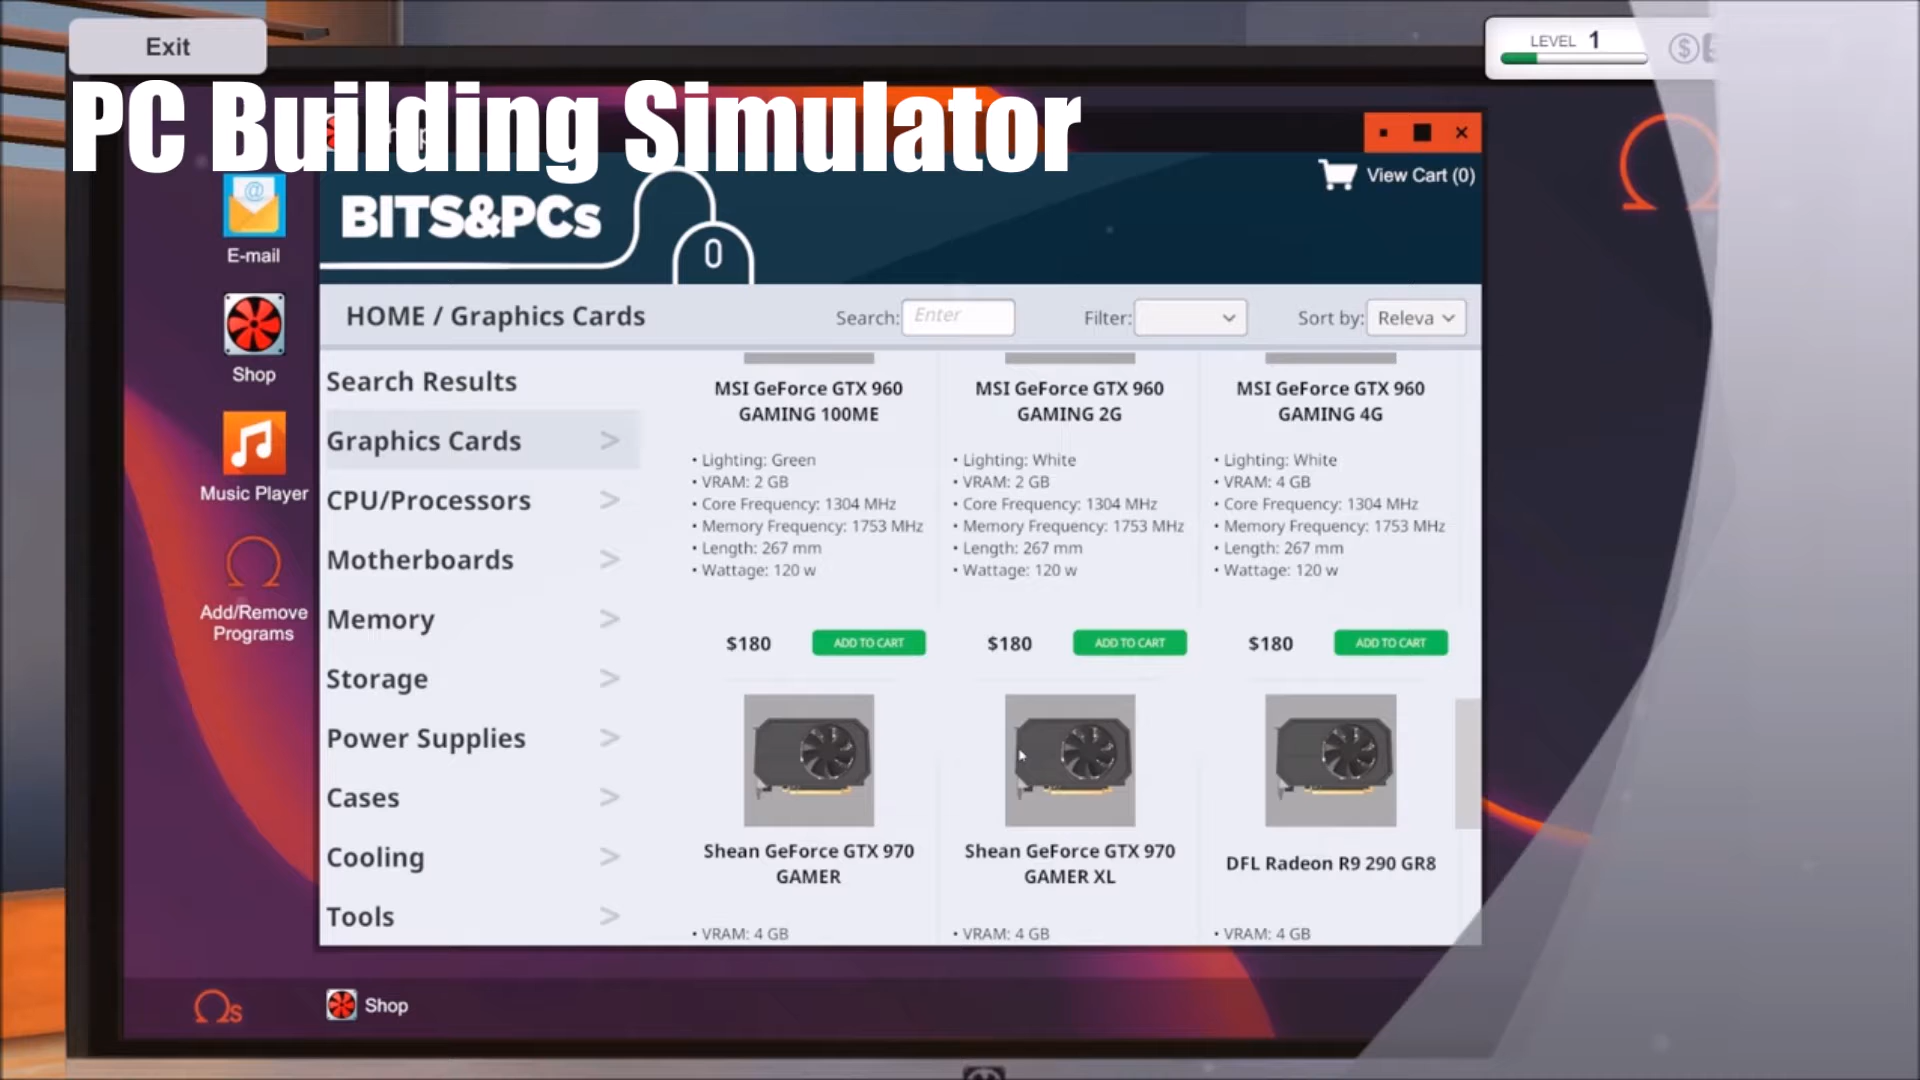 Exit
LEVEL 1
PC Building Simulator
View Cart (0)
BITS&PCs
E-mail
Shop
Music Player
Add/Remove
Programs
HOME / Graphics Cards
Search:
Enter
Filter:
Sort by:
Releva
Search Results
Graphics Cards >
CPU/Processors >
Motherboards >
Memory >
Storage >
Power Supplies >
Cases >
Cooling >
Tools >
MSI GeForce GTX 960
GAMING 100ME
• Lighting: Green
• VRAM: 2 GB
• Core Frequency: 1304 MHz
• Memory Frequency: 1753 MHz
• Length: 267 mm
• Wattage: 120 w
$180
ADD TO CART
MSI GeForce GTX 960
GAMING 2G
• Lighting: White
• VRAM: 2 GB
• Core Frequency: 1304 MHz
• Memory Frequency: 1753 MHz
• Length: 267 mm
• Wattage: 120 w
$180
ADD TO CART
MSI GeForce GTX 960
GAMING 4G
• Lighting: White
• VRAM: 4 GB
• Core Frequency: 1304 MHz
• Memory Frequency: 1753 MHz
• Length: 267 mm
• Wattage: 120 w
$180
ADD TO CART
Shean GeForce GTX 970
GAMER
• VRAM: 4 GB
Shean GeForce GTX 970
GAMER XL
• VRAM: 4 GB
DFL Radeon R9 290 GR8
• VRAM: 4 GB
Ωs
Shop